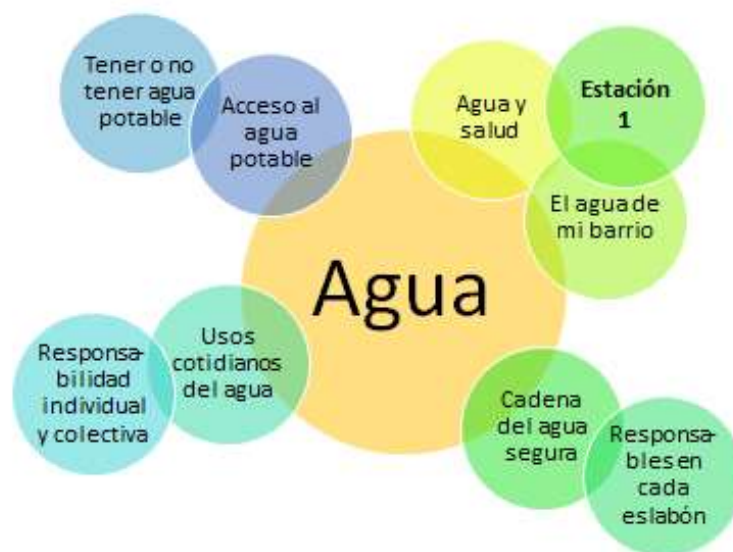 Tener o no
tener agua
potable
Acceso al
agua
potable
Agua y
salud
Estación
1
El agua de
mi barrio
Agua
Usos
cotidianos
del agua
Responsa-
bilidad
individual
y colectiva
Cadena
del agua
segura
Responsa-
bles en
cada
eslabón